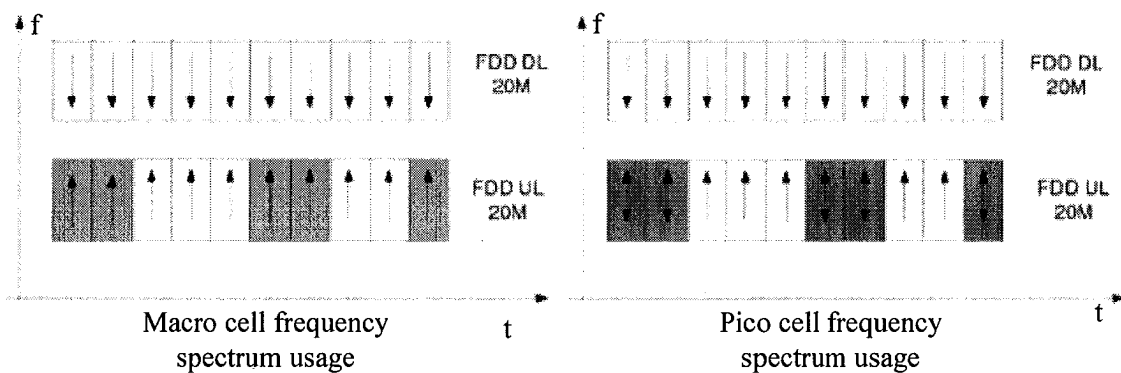 f
FDD DL
20M
FDD UL
20M
Macro cell frequency
spectrum usage
t
f
FDD DL
20M
FDD UL
20M
Pico cell frequency
spectrum usage
t